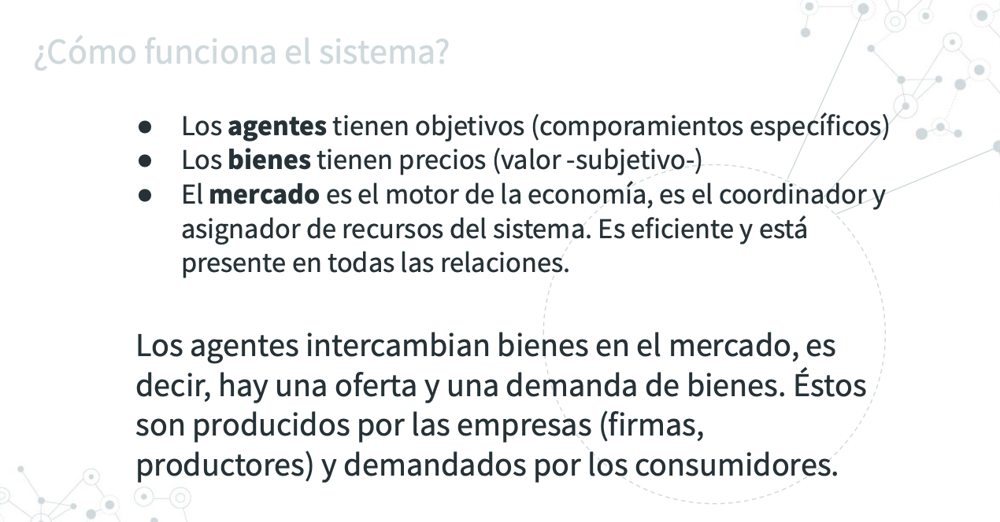 ¿Cómo funciona el sistema?
● Los agentes tienen objetivos (comporamientos específicos)
● Los bienes tienen precios (valor -subjetivo-)
● El mercado es el motor de la economía, es el coordinador y
asignador de recursos del sistema. Es eficiente y está
presente en todas las relaciones.
Los agentes intercambian bienes en el mercado, es
decir, hay una oferta y una demanda de bienes. Éstos
son producidos por las empresas (firmas,
productores) y demandados por los consumidores.